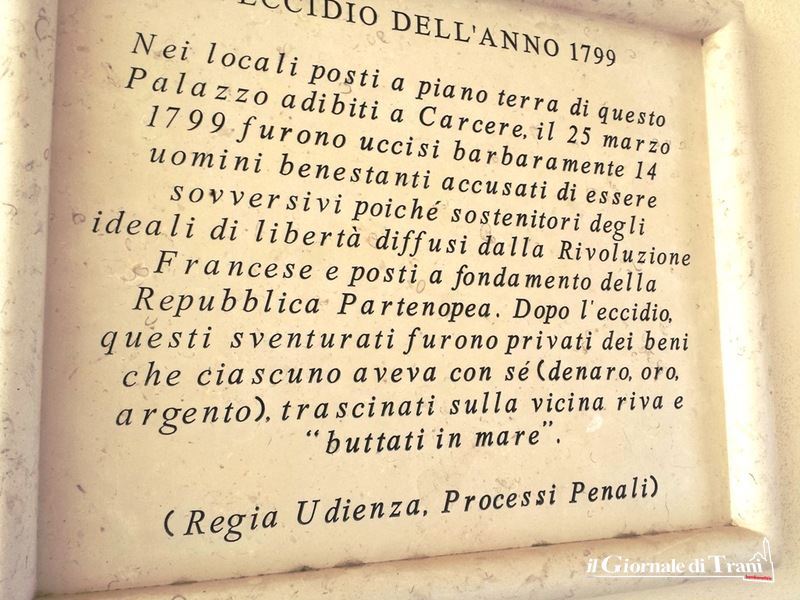 ECCIDIO DELL'ANNO 1799
Nei locali posti a piano terra di questo
Palazzo adibiti a Carcere, il 25 marzo
1799 furono uccisi barbaramente 14
uomini benestanti accusati di essere
sovversivi poiché sostenitori degli
ideali di libertà diffusi dalla Rivoluzione
Francese e posti a fondamento della
Repubblica Partenopea. Dopo l'eccidio,
questi sventurati furono privati dei beni
che ciascuno aveva con sé (denaro, oro,
argento), trascinati sulla vicina riva e
“buttati in mare”.
(Regia Udienza, Processi Penali)
il Giornale di Trani